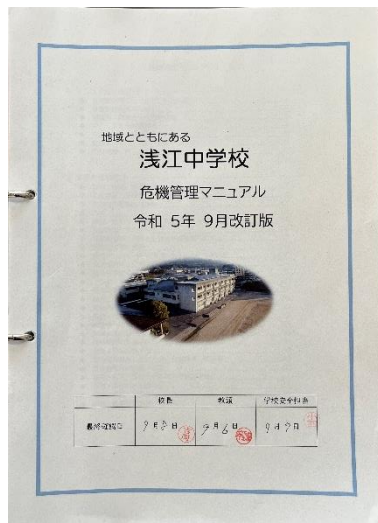 地域とともにある
浅江中学校
危機管理マニュアル
令和 5年 9月改訂版
校長 教頭 学校安全担当
最終確認日 9月8日 9月6日 9月7日